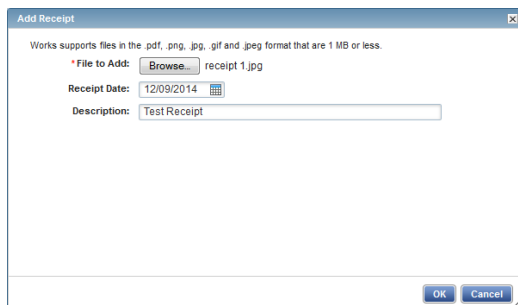 Add Receipt
Works supports files in the .pdf, .png, .jpg, .gif and .jpeg format that are 1 MB or less.
*File to Add: Browse... receipt 1.jpg
Receipt Date: 12/09/2014
Description: Test Receipt
OK Cancel